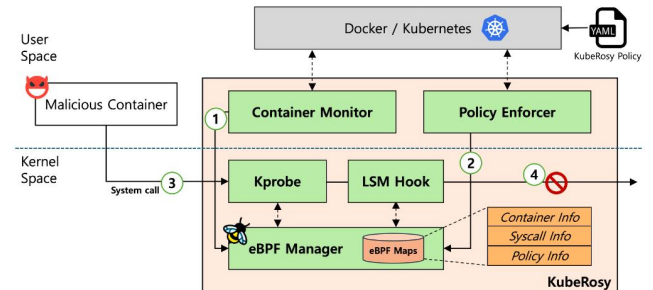 User
Space
Docker / Kubernetes
YAML
KubeRosy Policy
Malicious Container
1
Container Monitor
Policy Enforcer
2
Kernel
Space
System call
3
Kprobe
LSM Hook
4
eBPF Manager
eBPF Maps
Container Info
Syscall Info
Policy Info
KubeRosy